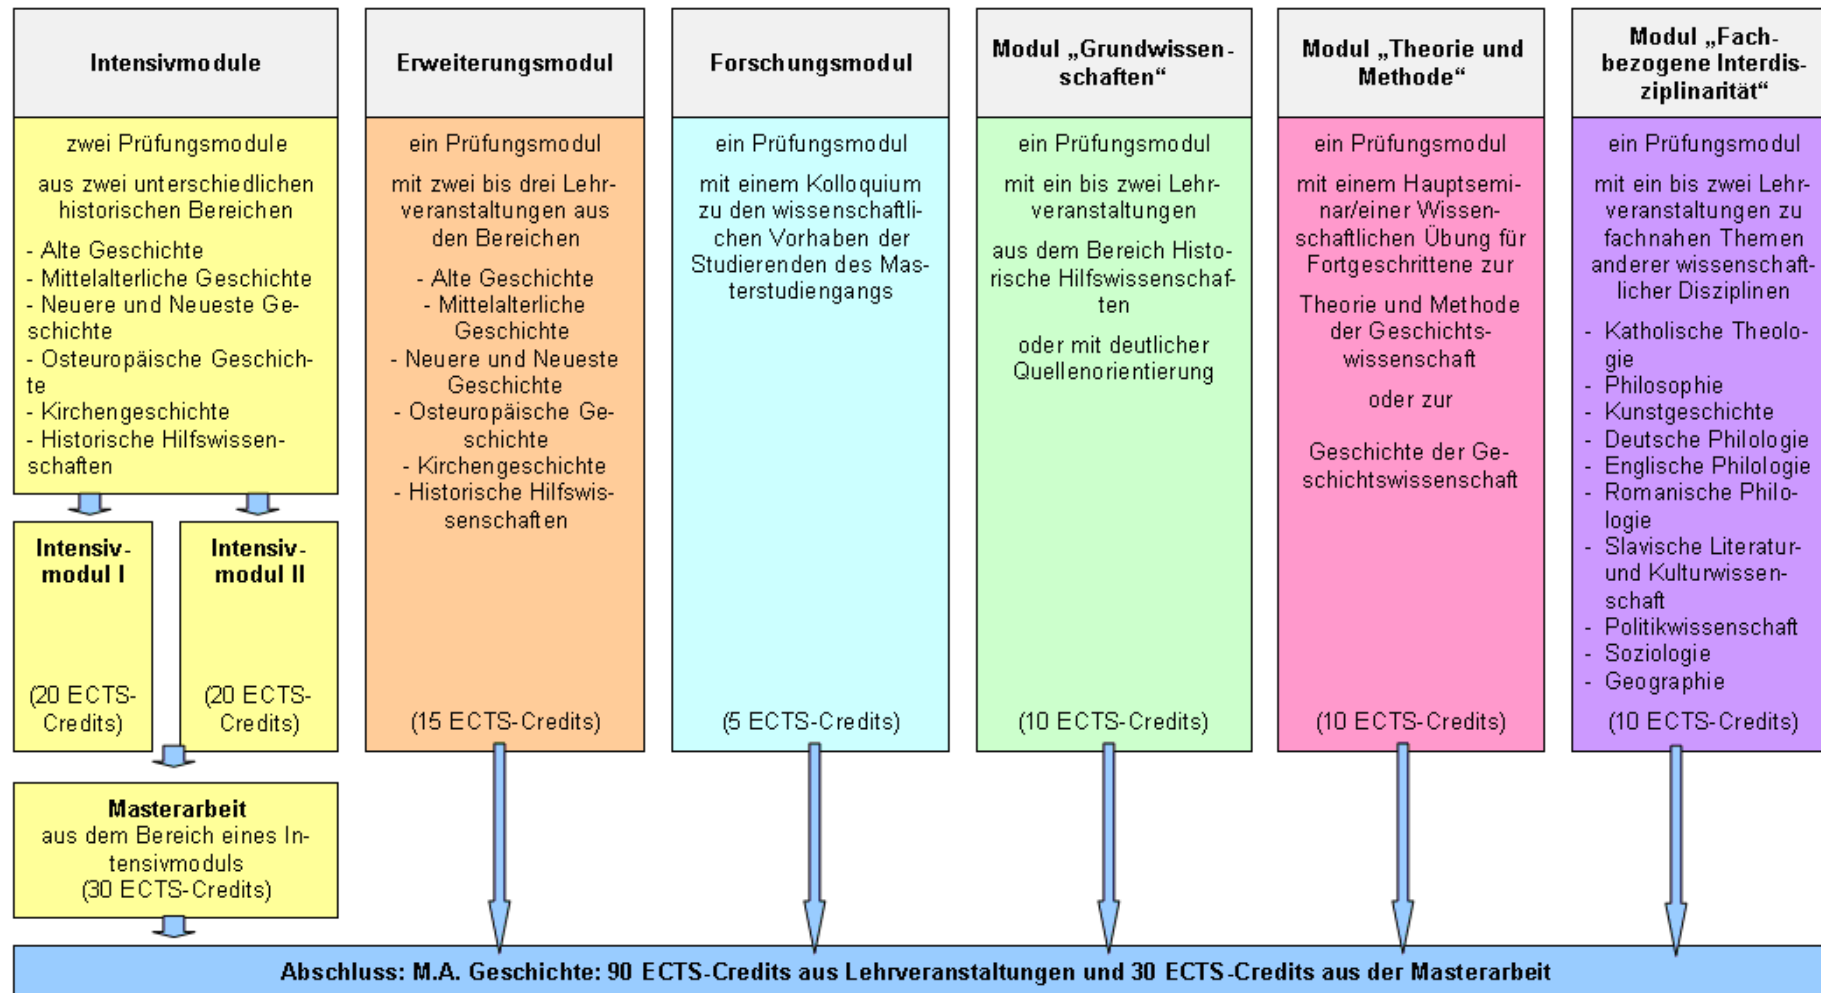 Intensivmodule
zwei Prüfungsmodule
aus zwei unterschiedlichen
historischen Bereichen
- Alte Geschichte
- Mittelalterliche Geschichte
- Neuere und Neueste Ge-
schichte
- Osteuropäische Geschich-
te
- Kirchengeschichte
- Historische Hilfswissen-
schaften
Intensiv-
modul I
(20 ECTS-
Credits)
Intensiv-
modul II
(20 ECTS-
Credits)
Masterarbeit
aus dem Bereich eines In-
tensivmoduls
(30 ECTS-Credits)
Erweiterungsmodul
ein Prüfungsmodul
mit zwei bis drei Lehr-
veranstaltungen aus
den Bereichen
- Alte Geschichte
- Mittelalterliche
Geschichte
- Neuere und Neueste
Geschichte
- Osteuropäische Ge-
schichte
- Kirchengeschichte
- Historische Hilfswis-
senschaften
(15 ECTS-Credits)
Forschungsmodul
ein Prüfungsmodul
mit einem Kolloquium
zu den wissenschaftli-
chen Vorhaben der
Studierenden des Mas-
terstudiengangs
(5 ECTS-Credits)
Modul „Grundwissen-
schaften“
ein Prüfungsmodul
mit ein bis zwei Lehr-
veranstaltungen
aus dem Bereich Histo-
rische Hilfswissenschaf-
ten
oder mit deutlicher
Quellenorientierung
(10 ECTS-Credits)
Modul „Theorie und
Methode“
ein Prüfungsmodul
mit einem Hauptsemi-
nar/einer Wissen-
schaftlichen Übung für
Fortgeschrittene zur
Theorie und Methode
der Geschichts-
wissenschaft
oder zur
Geschichte der Ge-
schichtswissenschaft
(10 ECTS-Credits)
Modul „Fach-
bezogene Interdis-
ziplinarität“
ein Prüfungsmodul
mit ein bis zwei Lehr-
veranstaltungen zu
fachnahen Themen
anderer wissenschaft-
licher Disziplinen
- Katholische Theolo-
gie
- Philosophie
- Kunstgeschichte
- Deutsche Philologie
- Englische Philologie
- Romanische Philo-
logie
- Slavische Literatur-
und Kulturwissen-
schaft
- Politikwissenschaft
- Soziologie
- Geographie
(10 ECTS-Credits)
Abschluss: M.A. Geschichte: 90 ECTS-Credits aus Lehrveranstaltungen und 30 ECTS-Credits aus der Masterarbeit